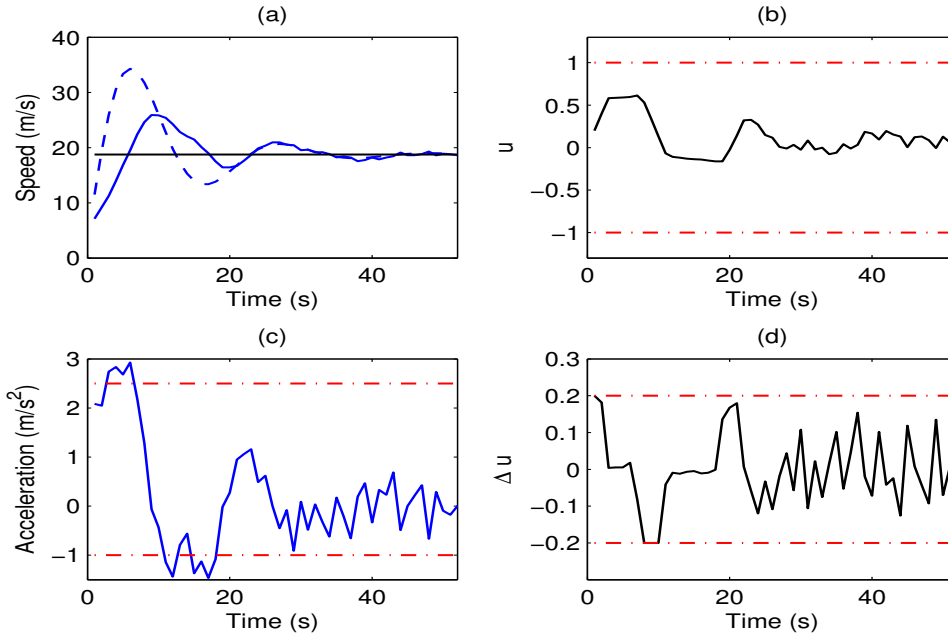 (a)
40
30
20
10
0
Speed (m/s)
0 20 40
Time (s)
(b)
1
0.5
0
−0.5
−1
u
0 20 40
Time (s)
(c)
3
2
1
0
−1
Acceleration (m/s²)
0 20 40
Time (s)
(d)
0.3
0.2
0.1
0
−0.1
−0.2
Δ u
0 20 40
Time (s)